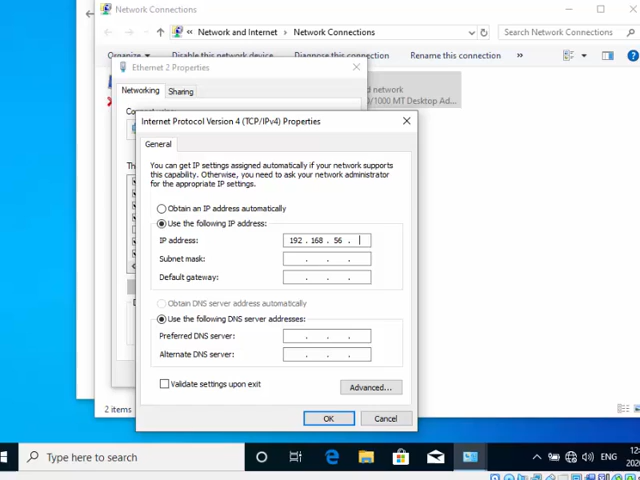 Network Connections
Network and Internet
Network Connections
Search Network Connections
Organize
Disable this network device
Diagnose this connection
Rename this connection
»
Ethernet 2 Properties
Networking
Sharing
d network
/1000 MT Desktop Ad...
Internet Protocol Version 4 (TCP/IPv4) Properties
General
You can get IP settings assigned automatically if your network supports
this capability. Otherwise, you need to ask your network administrator
for the appropriate IP settings.
Obtain an IP address automatically
Use the following IP address:
IP address:
192 . 168 . 56 .
Subnet mask:
. . .
Default gateway:
. . .
Obtain DNS server address automatically
Use the following DNS server addresses:
Preferred DNS server:
. . .
Alternate DNS server:
. . .
Validate settings upon exit
Advanced...
OK
Cancel
2 items
Type here to search
ENG